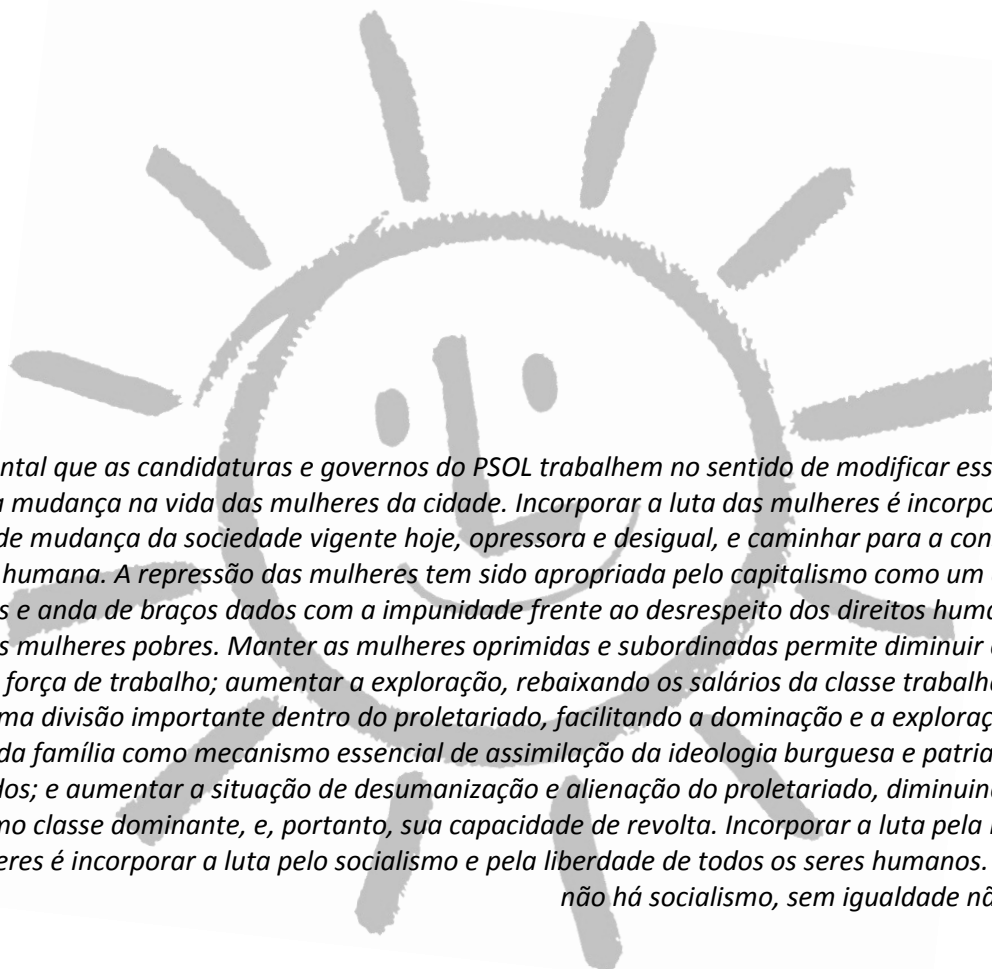 ntal que as candidaturas e governos do PSOL trabalhem no sentido de modificar ess
mudança na vida das mulheres da cidade. Incorporar a luta das mulheres é incorpo
de mudança da sociedade vigente hoje, opressora e desigual, e caminhar para a con
humana. A repressão das mulheres tem sido apropriada pelo capitalismo como um
s e anda de braços dados com a impunidade frente ao desrespeito dos direitos huma
s mulheres pobres. Manter as mulheres oprimidas e subordinadas permite diminuir
força de trabalho; aumentar a exploração, rebaixando os salários da classe trabalh
ma divisão importante dentro do proletariado, facilitando a dominação e a exploraç
da família como mecanismo essencial de assimilação da ideologia burguesa e patria
dos; e aumentar a situação de desumanização e alienação do proletariado, diminuin
mo classe dominante, e, portanto, sua capacidade de revolta. Incorporar a luta pela
eres é incorporar a luta pelo socialismo e pela liberdade de todos os seres humanos.
não há socialismo, sem igualdade nã